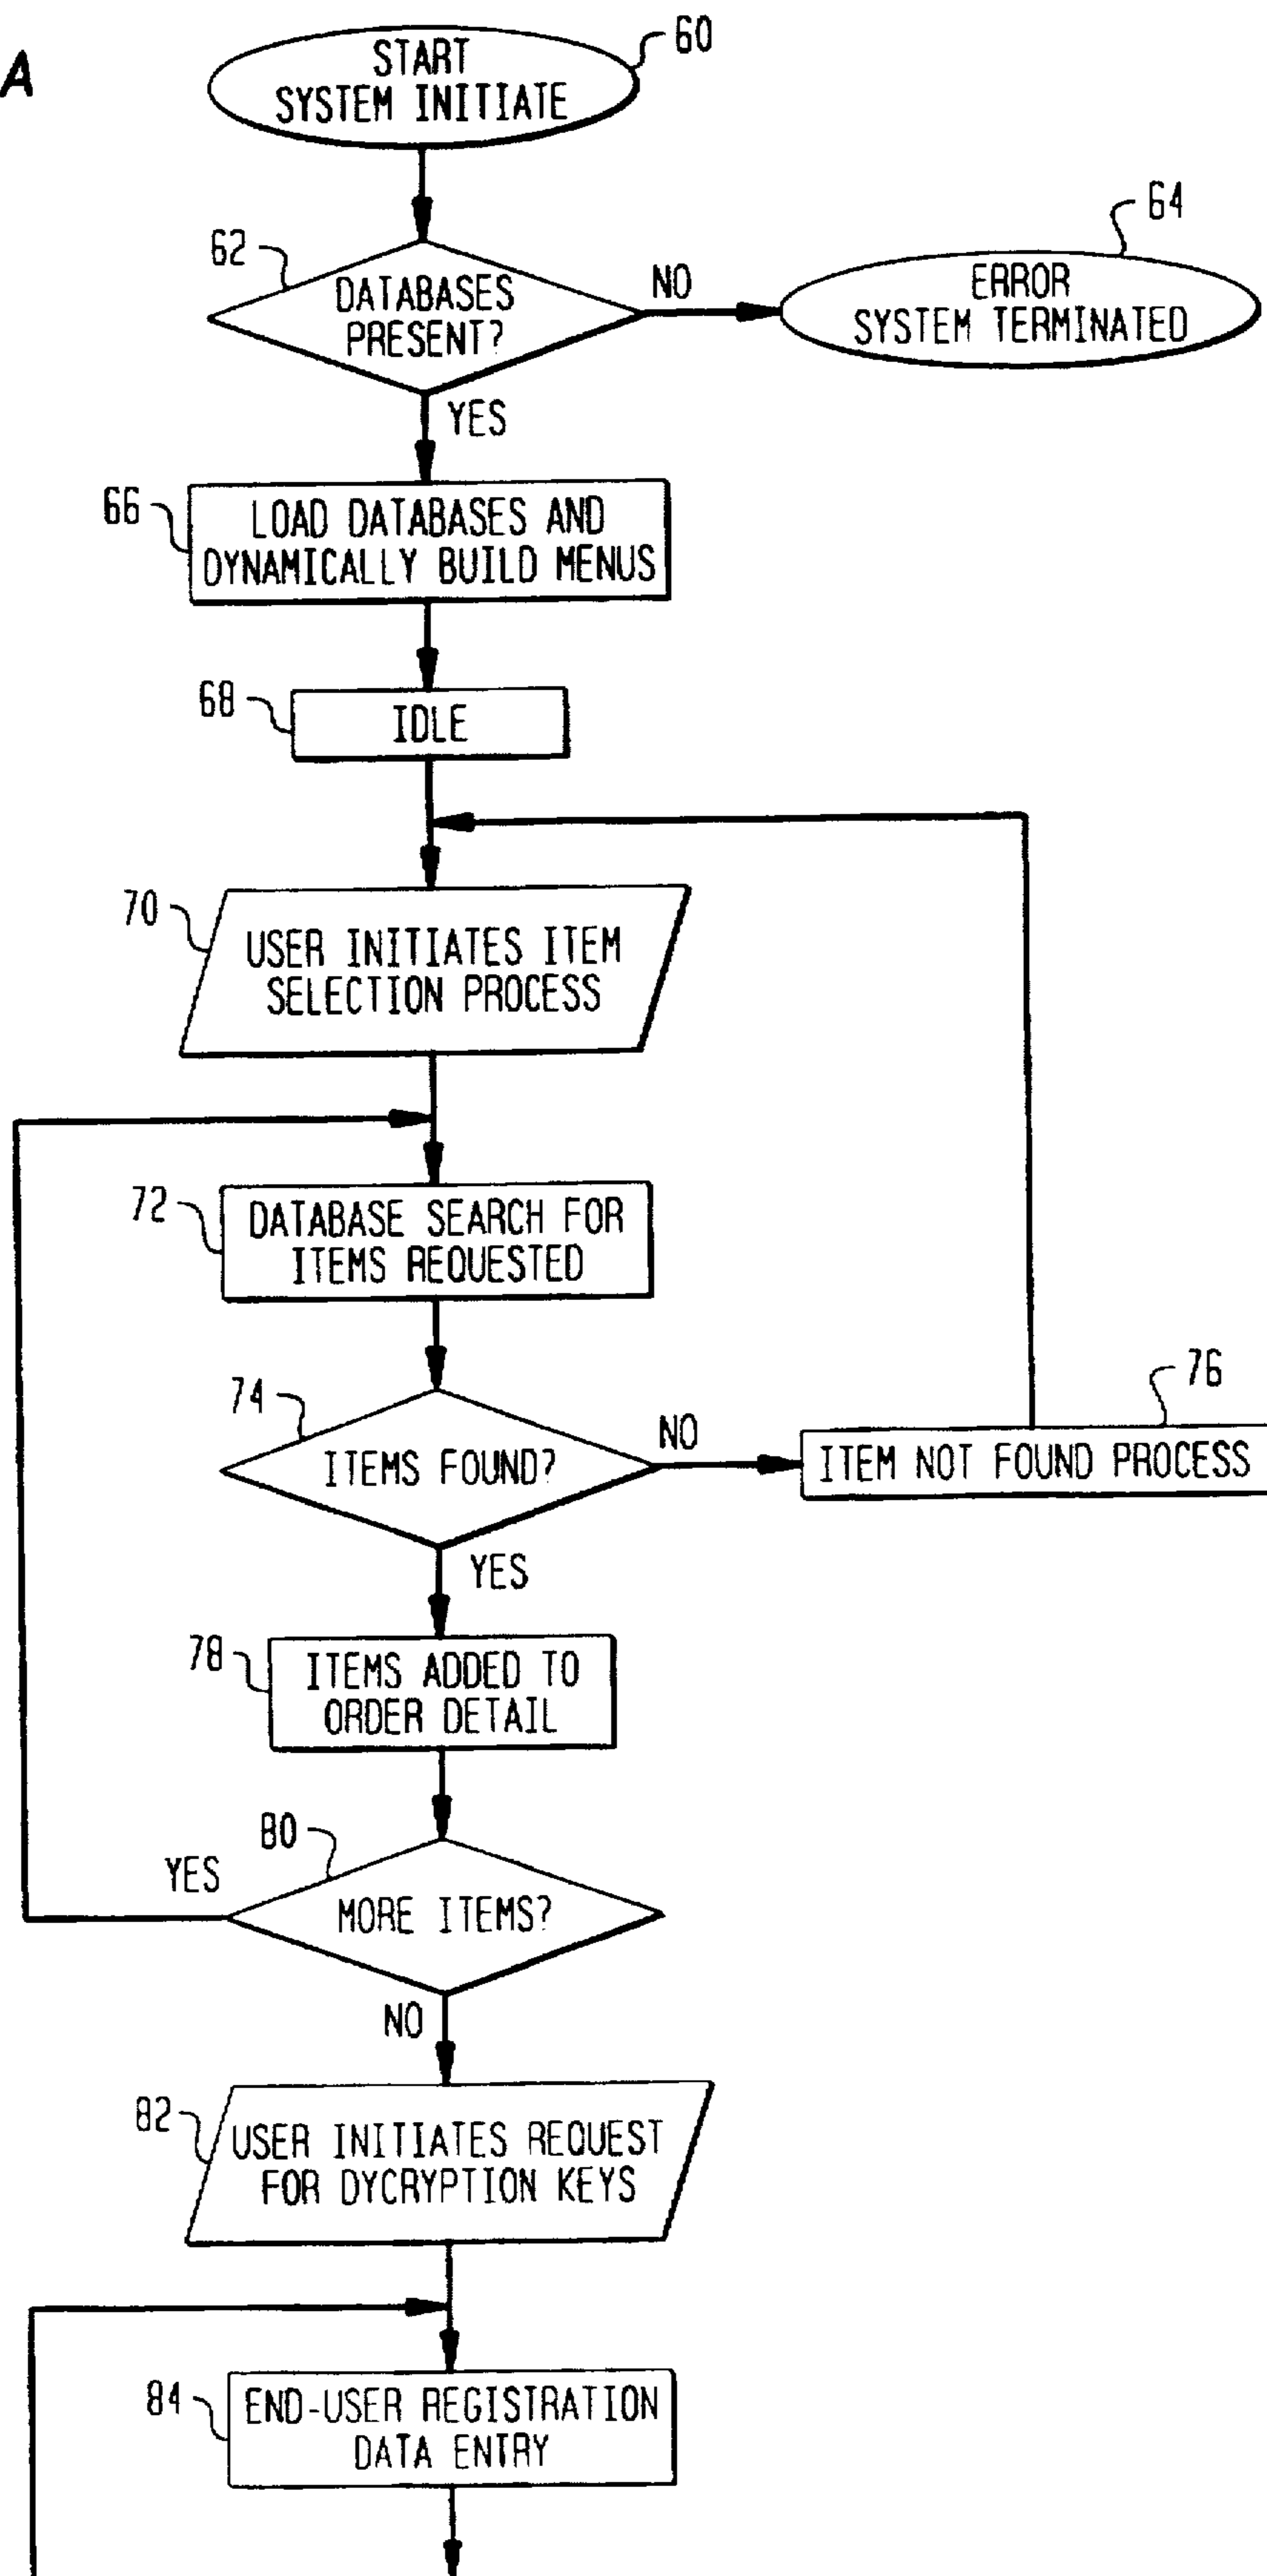 A
START
SYSTEM INITIATE
60
62
DATABASES
PRESENT?
NO
64
ERROR
SYSTEM TERMINATED
YES
66
LOAD DATABASES AND
DYNAMICALLY BUILD MENUS
68
IDLE
70
USER INITIATES ITEM
SELECTION PROCESS
72
DATABASE SEARCH FOR
ITEMS REQUESTED
74
ITEMS FOUND?
NO
76
ITEM NOT FOUND PROCESS
YES
78
ITEMS ADDED TO
ORDER DETAIL
80
YES
MORE ITEMS?
NO
82
USER INITIATES REQUEST
FOR DYCRYPTION KEYS
84
END-USER REGISTRATION
DATA ENTRY